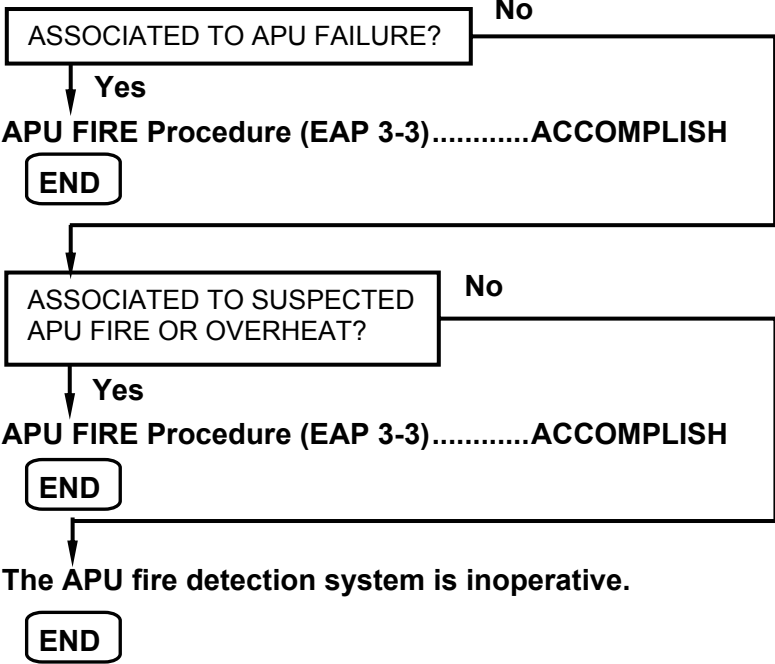 No
ASSOCIATED TO APU FAILURE?
Yes
APU FIRE Procedure (EAP 3-3)............ACCOMPLISH
END
ASSOCIATED TO SUSPECTED
APU FIRE OR OVERHEAT?
No
Yes
APU FIRE Procedure (EAP 3-3)............ACCOMPLISH
END
The APU fire detection system is inoperative.
END